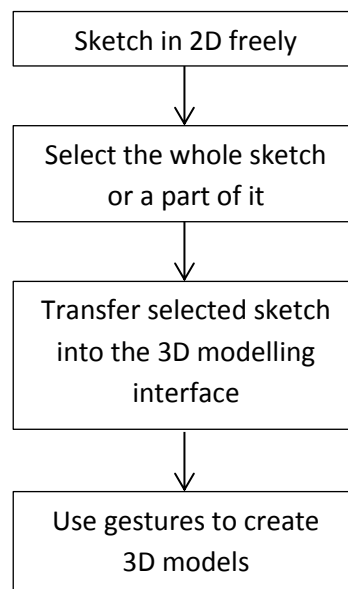 Sketch in 2D freely
Select the whole sketch
or a part of it
Transfer selected sketch
into the 3D modelling
interface
Use gestures to create
3D models